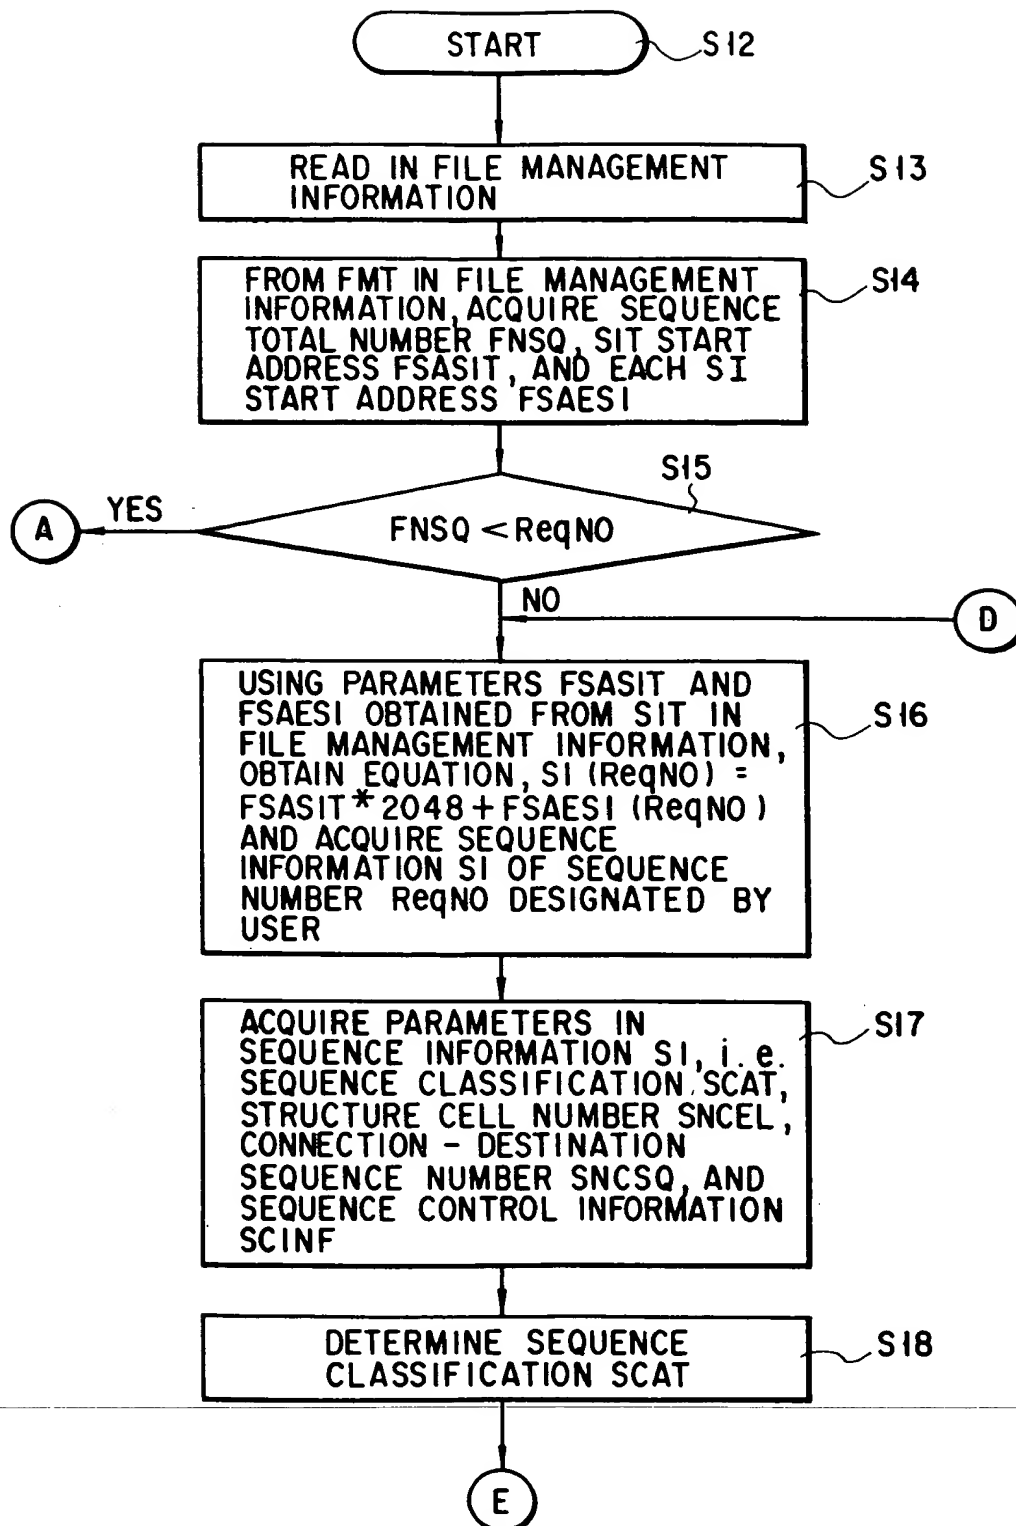 START
S12
READ IN FILE MANAGEMENT
INFORMATION
S13
FROM FMT IN FILE MANAGEMENT
INFORMATION, ACQUIRE SEQUENCE
TOTAL NUMBER FNSQ, SIT START
ADDRESS FSASIT, AND EACH SI
START ADDRESS FSAESI
S14
S15
FNSQ < ReqNO
YES
A
NO
D
USING PARAMETERS FSASIT AND
FSAESI OBTAINED FROM SIT IN
FILE MANAGEMENT INFORMATION,
OBTAIN EQUATION, SI (ReqNO) =
FSASIT * 2048 + FSAESI (ReqNO)
AND ACQUIRE SEQUENCE
INFORMATION SI OF SEQUENCE
NUMBER ReqNO DESIGNATED BY
USER
S16
ACQUIRE PARAMETERS IN
SEQUENCE INFORMATION SI, i.e.
SEQUENCE CLASSIFICATION SCAT,
STRUCTURE CELL NUMBER SNCEL,
CONNECTION - DESTINATION
SEQUENCE NUMBER SNCSQ, AND
SEQUENCE CONTROL INFORMATION
SCINF
S17
DETERMINE SEQUENCE
CLASSIFICATION SCAT
S18
E